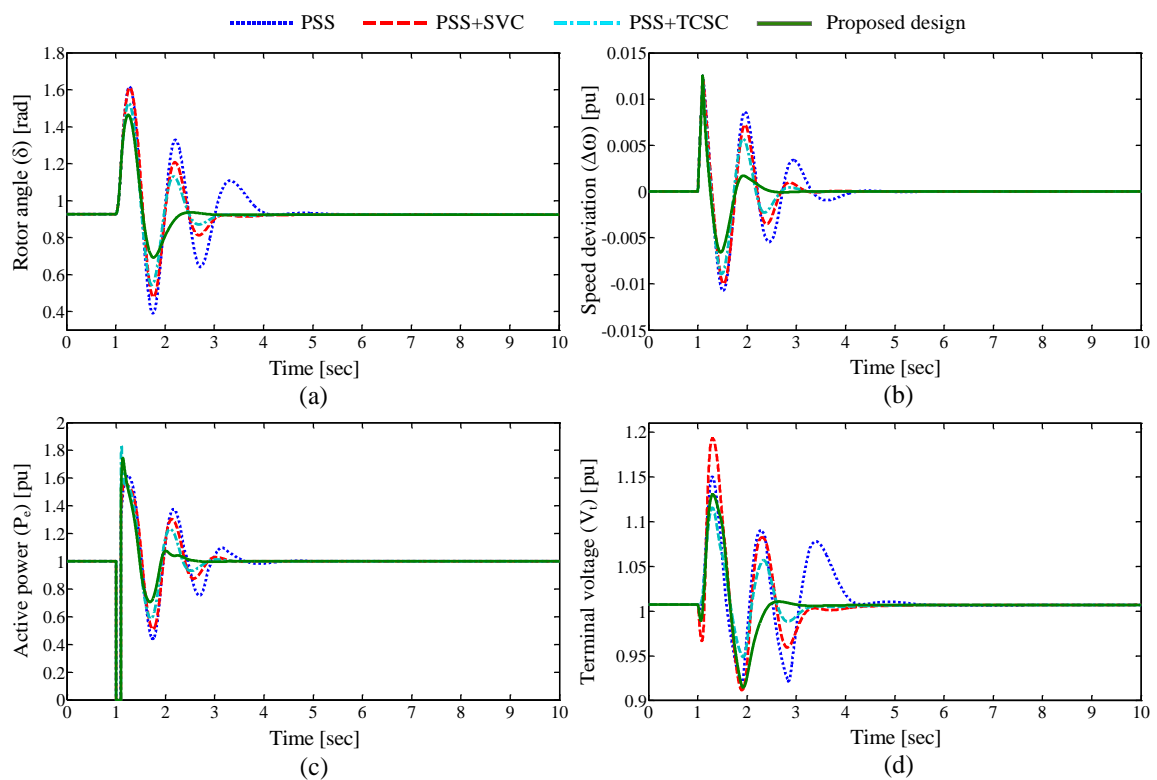 PSS PSS+SVC PSS+TCSC Proposed design
1.8
1.6
1.4
1.2
1
0.8
0.6
0.4
Rotor angle (δ) [rad]
0 1 2 3 4 5 6 7 8 9 10
Time [sec]
(a)
0.015
0.01
0.005
0
-0.005
-0.01
-0.015
Speed deviation (Δω) [pu]
0 1 2 3 4 5 6 7 8 9 10
Time [sec]
(b)
2
1.8
1.6
1.4
1.2
1
0.8
0.6
0.4
0.2
0
Active power (Pₑ) [pu]
0 1 2 3 4 5 6 7 8 9 10
Time [sec]
(c)
1.2
1.15
1.1
1.05
1
0.95
0.9
Terminal voltage (Vₜ) [pu]
0 1 2 3 4 5 6 7 8 9 10
Time [sec]
(d)